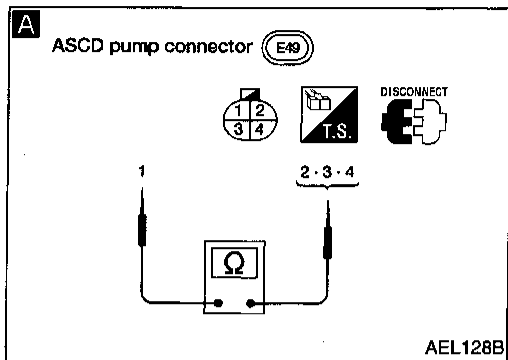 A
ASCD pump connector E49
1 2
3 4
T.S.
DISCONNECT
1
2 · 3 · 4
Ω
AEL128B